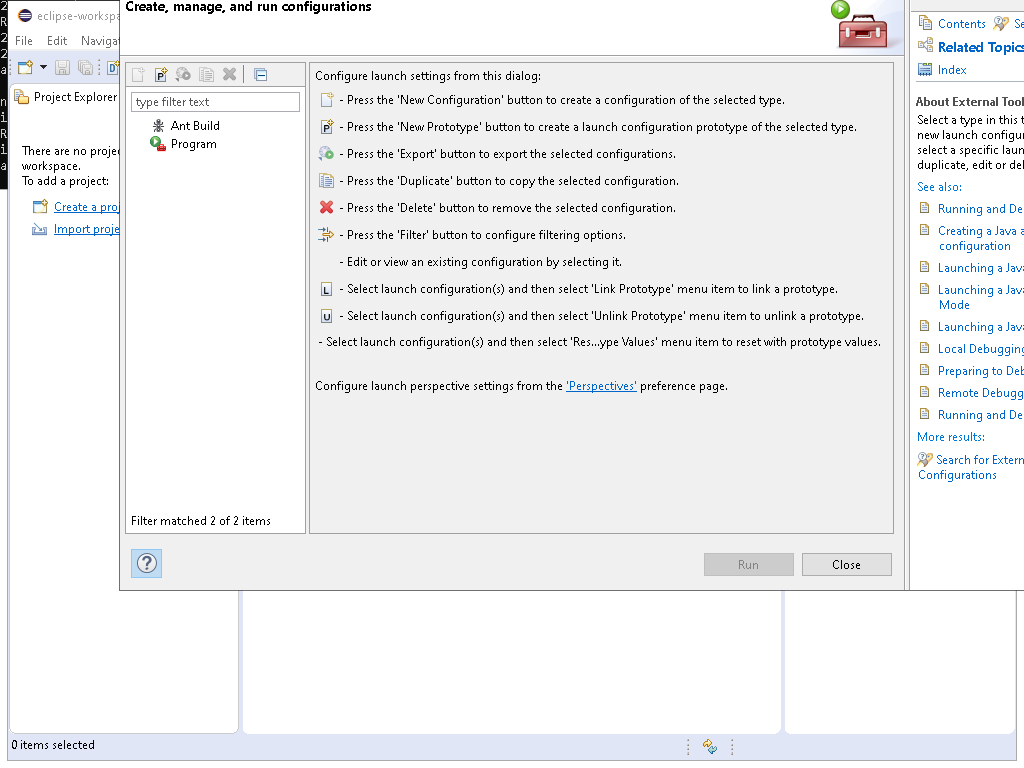 Create, manage, and run configurations
eclipse-workspa
File Edit Naviga
Project Explorer
There are no proje
workspace.
To add a project:
Create a proj
Import proje
type filter text
Ant Build
Program
Filter matched 2 of 2 items
Configure launch settings from this dialog:
- Press the 'New Configuration' button to create a configuration of the selected type.
- Press the 'New Prototype' button to create a launch configuration prototype of the selected type.
- Press the 'Export' button to export the selected configurations.
- Press the 'Duplicate' button to copy the selected configuration.
- Press the 'Delete' button to remove the selected configuration.
- Press the 'Filter' button to configure filtering options.
- Edit or view an existing configuration by selecting it.
L - Select launch configuration(s) and then select 'Link Prototype' menu item to link a prototype.
U - Select launch configuration(s) and then select 'Unlink Prototype' menu item to unlink a prototype.
- Select launch configuration(s) and then select 'Res...ype Values' menu item to reset with prototype values.
Configure launch perspective settings from the 'Perspectives' preference page.
Run Close
Contents Se
Related Topics
Index
About External Tool
Select a type in this t
new launch configur
select a specific laun
duplicate, edit or del
See also:
Running and De
Creating a Java a
configuration
Launching a Java
Launching a Java
Mode
Launching a Java
Local Debugging
Preparing to Deb
Remote Debugg
Running and De
More results:
Search for Extern
Configurations
0 items selected